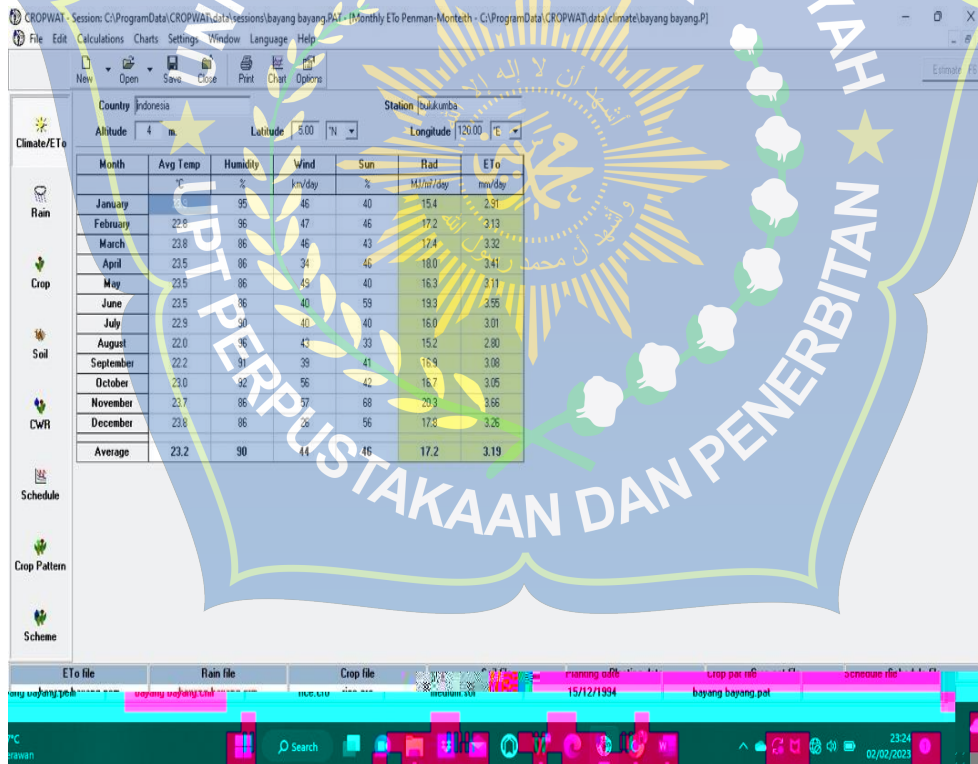 CROPWAT - Session: C:\ProgramData\CROPWAT\data\sessions\bayang bayang.PAT - [Monthly ETo Penman-Monteith - C:\ProgramData\CROPWAT\data\climate\bayang bayang.P]
File Edit Calculations Charts Settings Window Language Help
New Open Save Close Print Chart Options
Estimate F6
Country indonesia Station bulukumba
Altitude 4 m. Latitude 5.00 °N Longitude 120.00 °E
Month Avg Temp Humidity Wind Sun Rad ETo
°C % km/day % MJ/m²/day mm/day
January 95 46 40 15.4 2.91
February 22.8 96 47 46 17.2 3.13
March 23.8 86 46 43 17.4 3.32
April 23.5 86 34 46 18.0 3.41
May 23.5 86 49 40 16.3 3.11
June 23.5 86 40 59 19.3 3.55
July 22.9 90 40 40 16.0 3.01
August 22.0 96 43 33 15.2 2.80
September 22.2 91 39 41 16.9 3.08
October 23.0 92 56 42 16.7 3.05
November 23.7 86 57 68 20.3 3.66
December 23.8 86 26 56 17.8 3.26
Average 23.2 90 44 46 17.2 3.19
Climate/ETo
Rain
Crop
Soil
CWR
Schedule
Crop Pattern
Scheme
UPT PERPUSTAKAAN DAN PENERBITAN
ETo file Rain file Crop file
15/12/1994 bayang bayang.pat
Search
23:24
02/02/2023